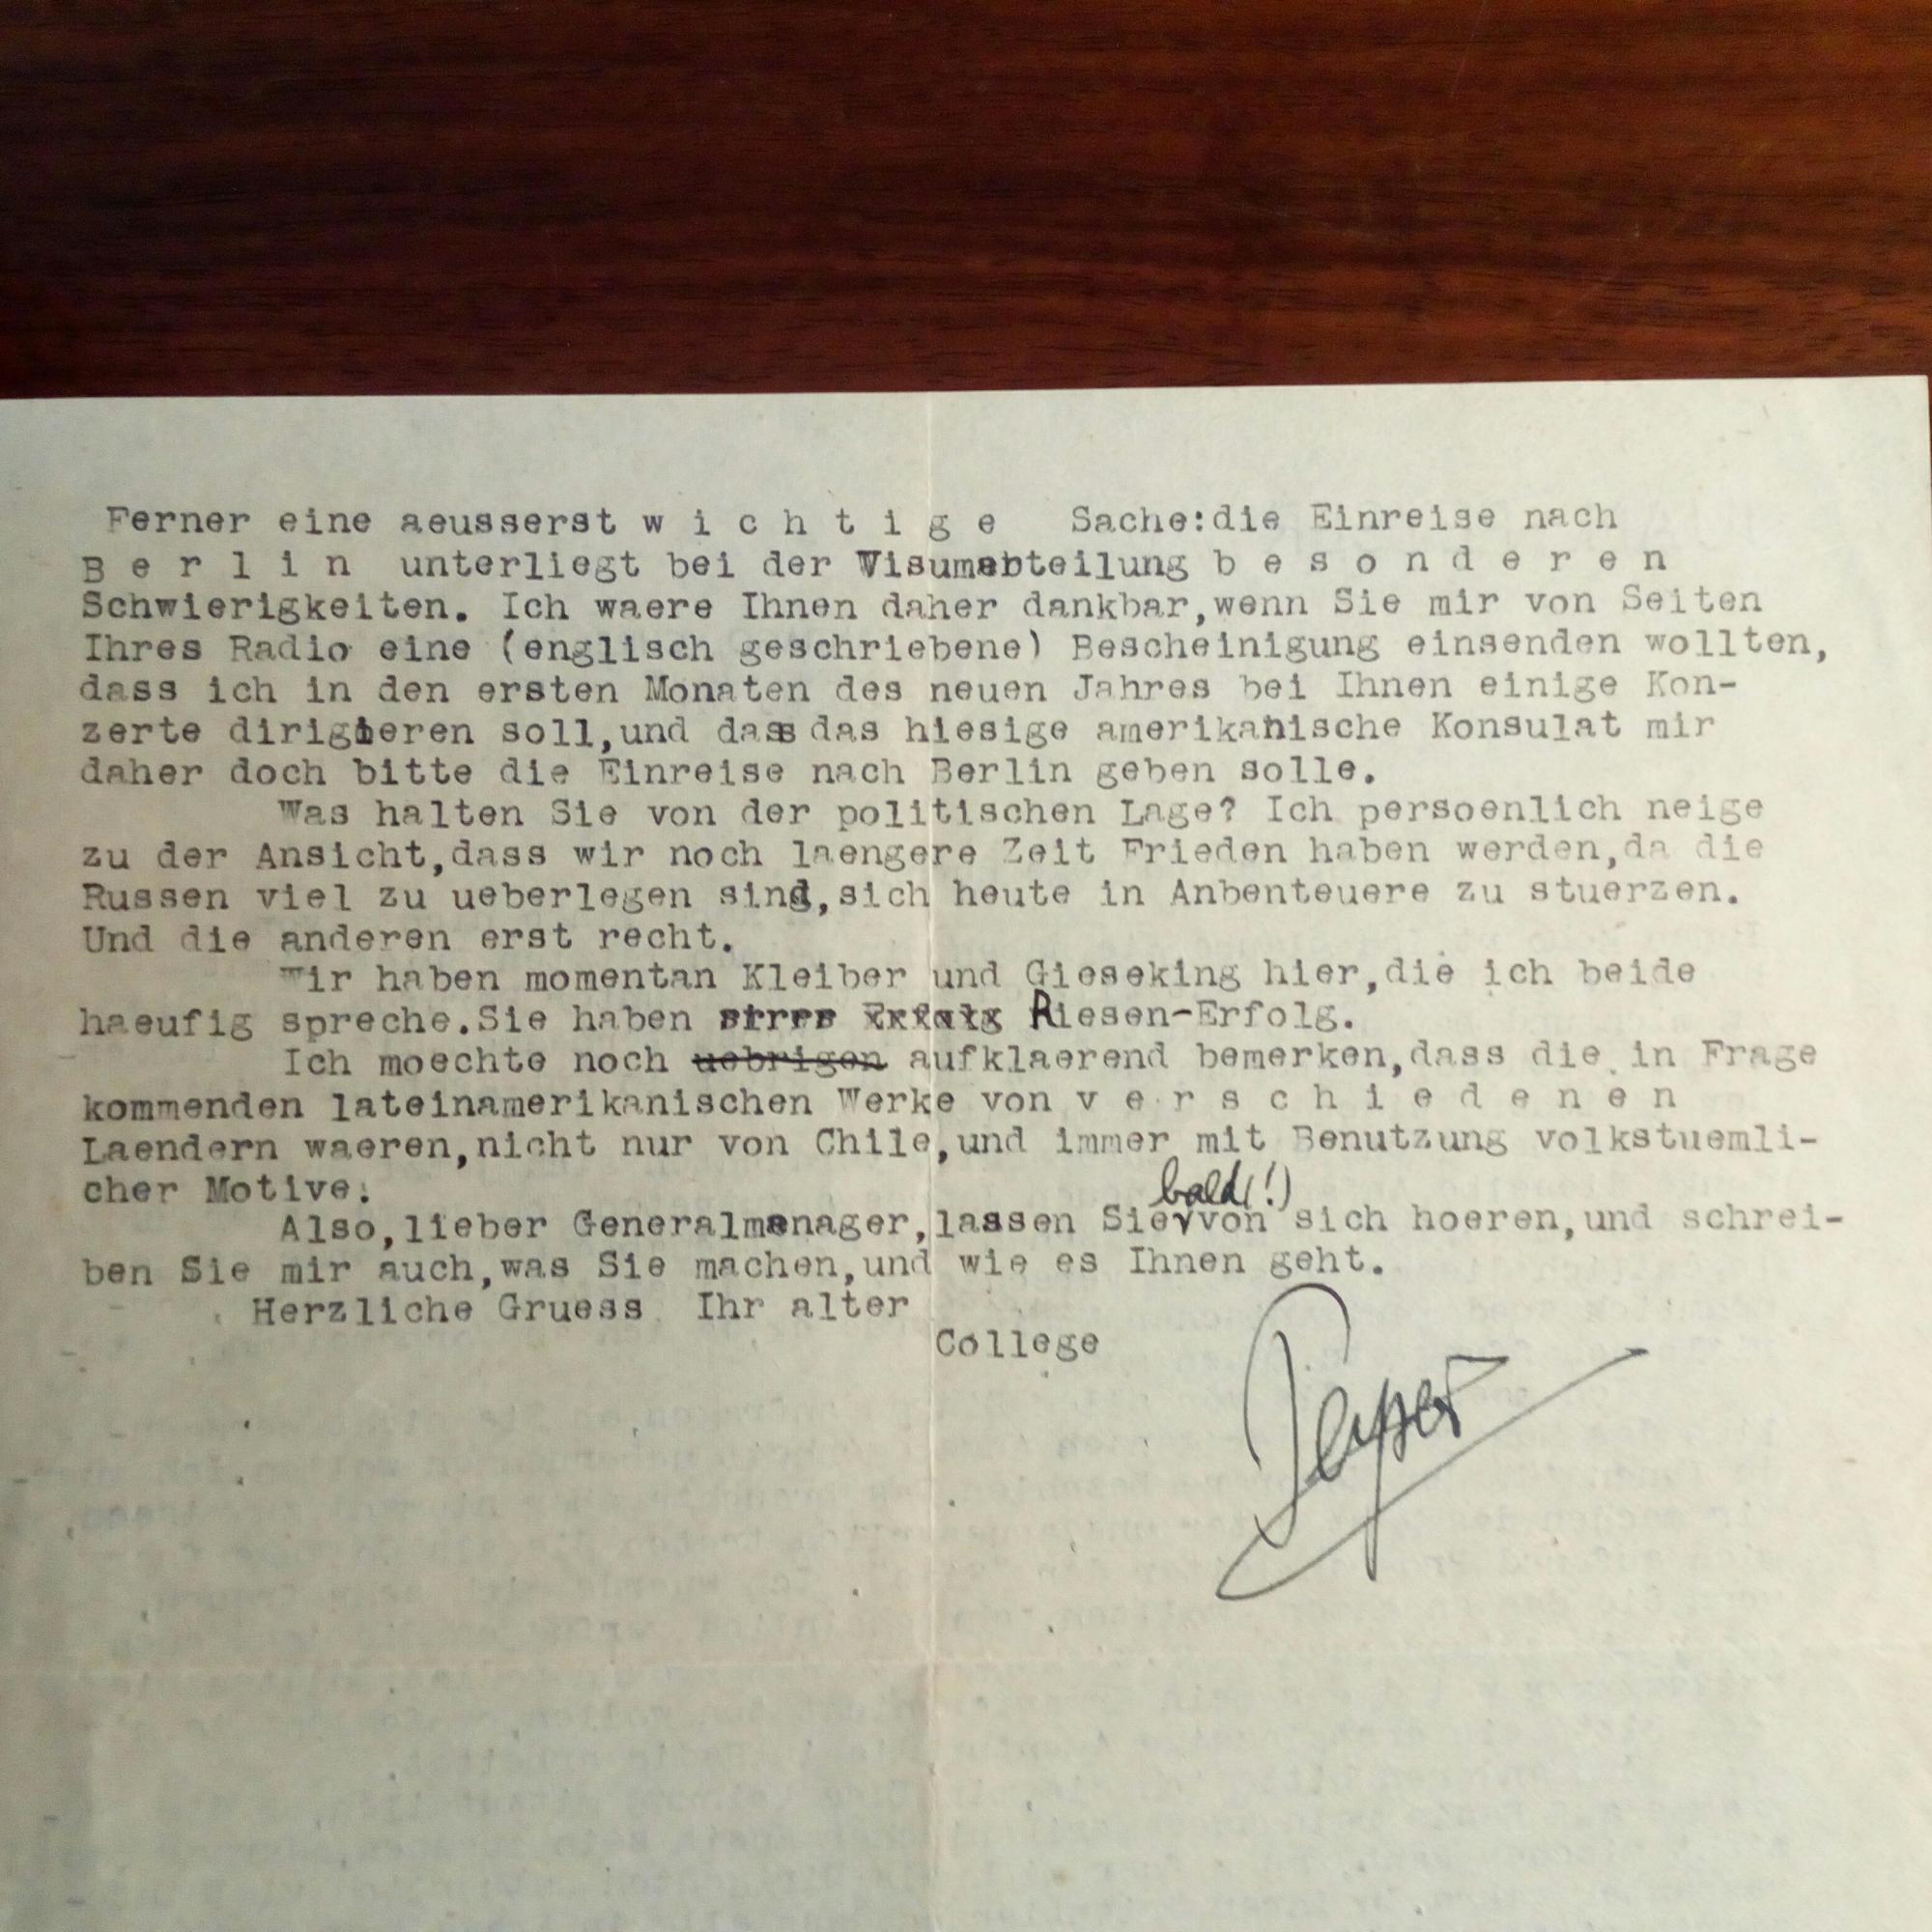 Ferner eine aeusserst w i c h t i g e Sache:die Einreise nach
B e r l i n unterliegt bei der Visumabteilung b e s o n d e r e n
Schwierigkeiten. Ich waere Ihnen daher dankbar,wenn Sie mir von Seiten
Ihres Radio eine (englisch geschriebene) Bescheinigung einsenden wollten,
dass ich in den ersten Monaten des neuen Jahres bei Ihnen einige Kon-
zerte dirigieren soll,und dass das hiesige amerikanische Konsulat mir
daher doch bitte die Einreise nach Berlin geben solle.
Was halten Sie von der politischen Lage? Ich persoenlich neige
zu der Ansicht,dass wir noch laengere Zeit Frieden haben werden,da die
Russen viel zu ueberlegen sind,sich heute in Anbenteuere zu stuerzen.
Und die anderen erst recht.
Wir haben momentan Kleiber und Gieseking hier,die ich beide
haeufig spreche.Sie haben Riesen-Erfolg.
Ich moechte noch uebrigen aufklaerend bemerken,dass die in Frage
kommenden lateinamerikanischen Werke von v e r s c h i e d e n e n
Laendern waeren,nicht nur von Chile,und immer mit Benutzung volkstuemli-
cher Motive.
bald(!)
Also,lieber Generalmanager,lassen Sie von sich hoeren,und schrei-
ben Sie mir auch,was Sie machen,und wie es Ihnen geht.
Herzliche Gruess Ihr alter
College